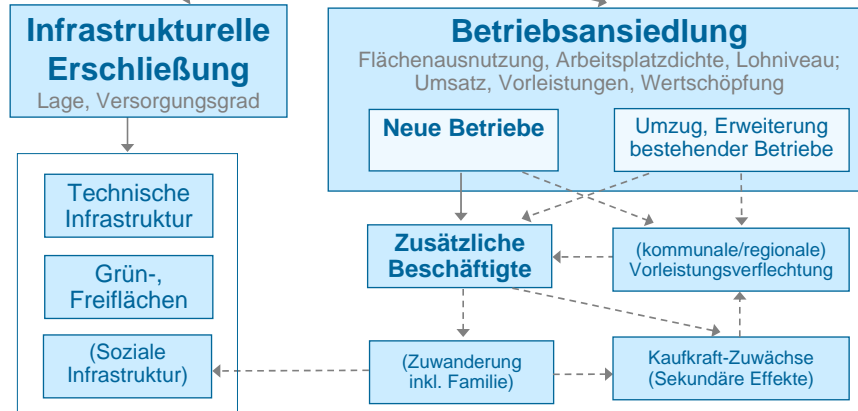 Infrastrukturelle
Erschließung
Lage, Versorgungsgrad
Technische
Infrastruktur
Grün-,
Freiflächen
(Soziale
Infrastruktur)
Betriebsansiedlung
Flächenausnutzung, Arbeitsplatzdichte, Lohniveau;
Umsatz, Vorleistungen, Wertschöpfung
Neue Betriebe
Umzug, Erweiterung
bestehender Betriebe
Zusätzliche
Beschäftigte
(kommunale/regionale)
Vorleistungsverflechtung
(Zuwanderung
inkl. Familie)
Kaufkraft-Zuwächse
(Sekundäre Effekte)